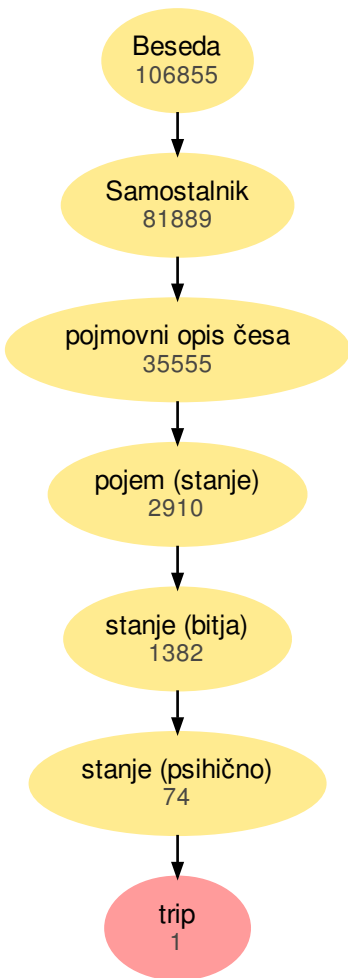 Beseda
106855
Samostalnik
81889
pojmovni opis česa
35555
pojem (stanje)
2910
stanje (bitja)
1382
stanje (psihično)
74
trip
1